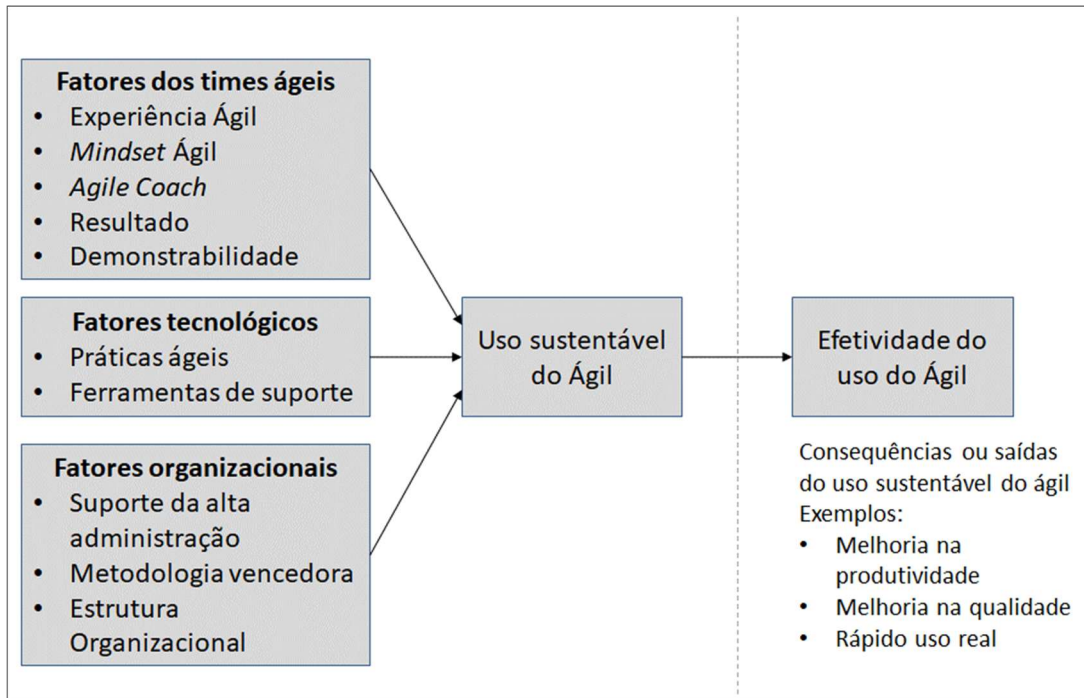 Fatores dos times ágeis
• Experiência Ágil
• Mindset Ágil
• Agile Coach
• Resultado
• Demonstrabilidade
Fatores tecnológicos
• Práticas ágeis
• Ferramentas de suporte
Fatores organizacionais
• Suporte da alta
administração
• Metodologia vencedora
• Estrutura
Organizacional
Uso sustentável
do Ágil
Efetividade do
uso do Ágil
Consequências ou saídas
do uso sustentável do ágil
Exemplos:
• Melhoria na
produtividade
• Melhoria na qualidade
• Rápido uso real